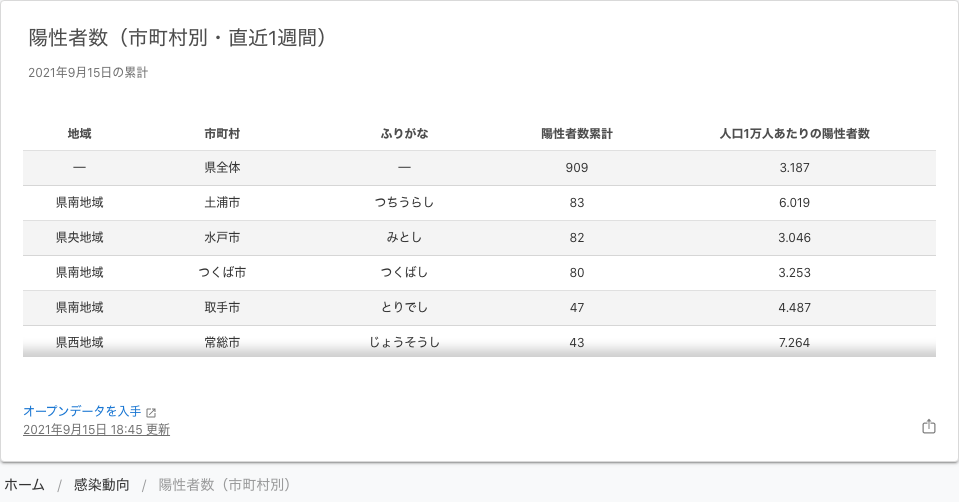 陽性者数（市町村別・直近1週間）
2021年9月15日の累計
地域 市町村 ふりがな 陽性者数累計 人口1万人あたりの陽性者数
— 県全体 — 909 3.187
県南地域 土浦市 つちうらし 83 6.019
県央地域 水戸市 みとし 82 3.046
県南地域 つくば市 つくばし 80 3.253
県南地域 取手市 とりでし 47 4.487
県西地域 常総市 じょうそうし 43 7.264
オープンデータを入手
2021年9月15日 18:45 更新
ホーム / 感染動向 / 陽性者数（市町村別）